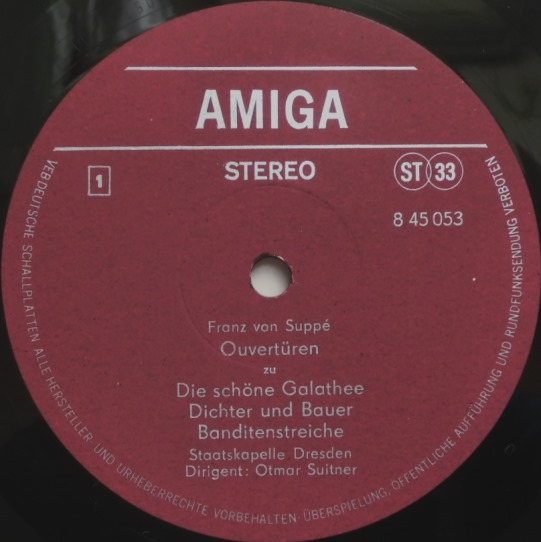 AMIGA
1
STEREO
ST 33
8 45 053
Franz von Suppé
Ouvertüren
zu
Die schöne Galathee
Dichter und Bauer
Banditenstreiche
Staatskapelle Dresden
Dirigent: Otmar Suitner
VEB DEUTSCHE SCHALLPLATTEN ALLE HERSTELLER- UND URHEBERRECHTE VORBEHALTEN · ÜBERSPIELUNG, ÖFFENTLICHE AUFFÜHRUNG UND RUNDFUNKSENDUNG VERBOTEN